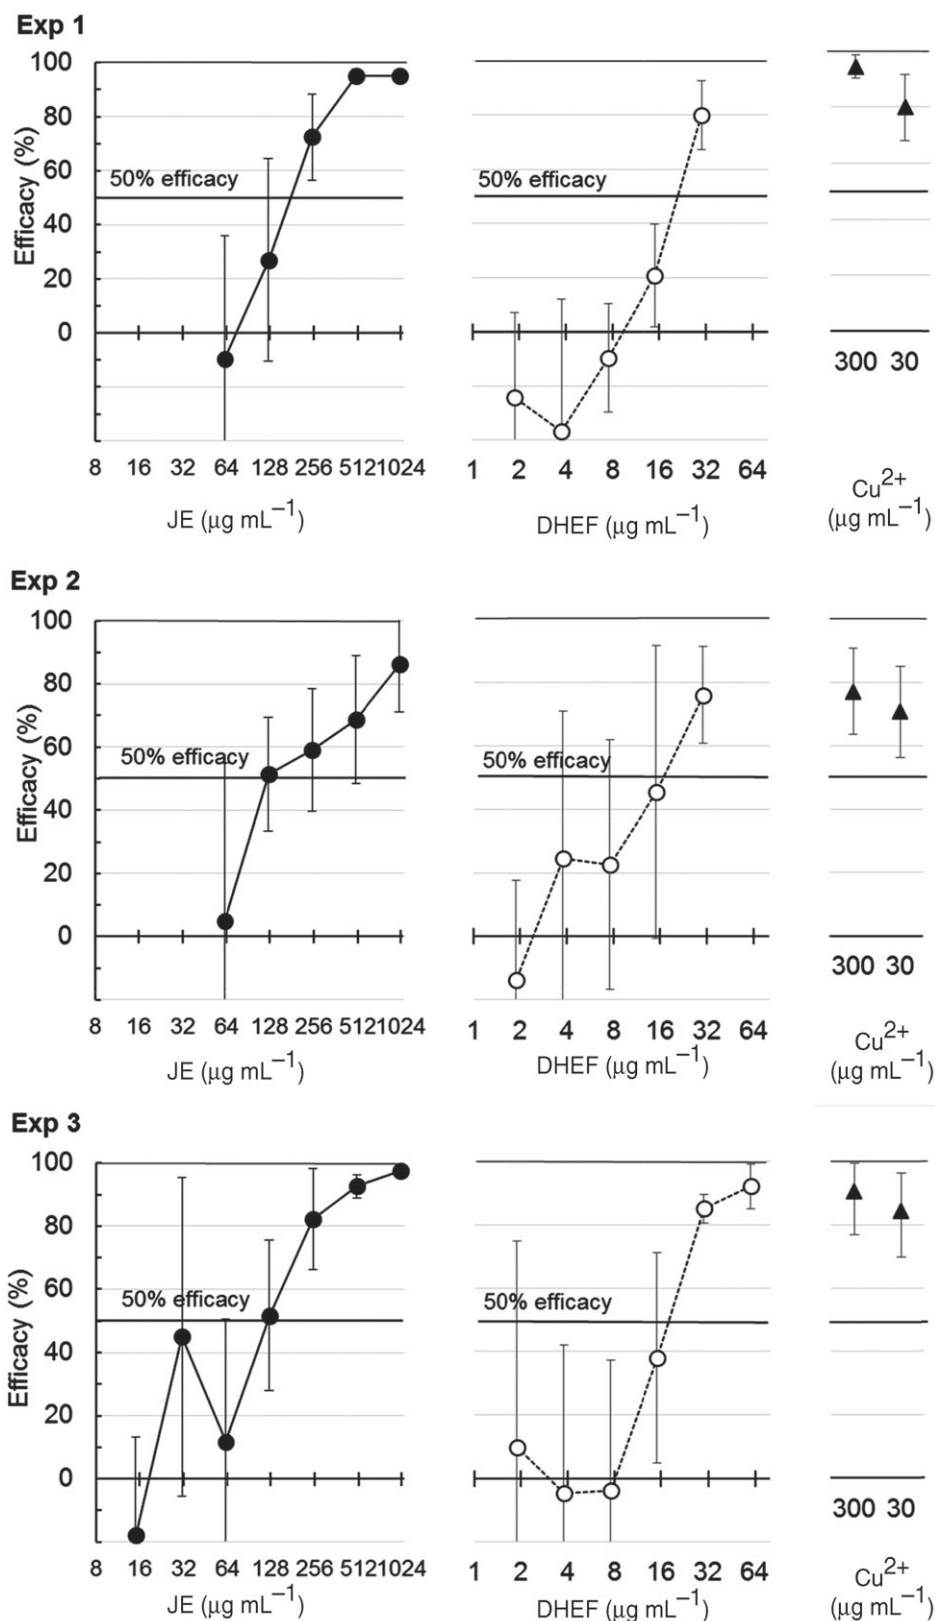 Exp 1
Efficacy (%)
100
80
60
40
20
0
50% efficacy
8 16 32 64 128 256 5121024
JE (μg mL⁻¹)
50% efficacy
1 2 4 8 16 32 64
DHEF (μg mL⁻¹)
300 30
Cu²⁺
(μg mL⁻¹)
Exp 2
Efficacy (%)
100
80
60
40
20
0
50% efficacy
8 16 32 64 128 256 5121024
JE (μg mL⁻¹)
50% efficacy
1 2 4 8 16 32 64
DHEF (μg mL⁻¹)
300 30
Cu²⁺
(μg mL⁻¹)
Exp 3
Efficacy (%)
100
80
60
40
20
0
50% efficacy
8 16 32 64 128 256 5121024
JE (μg mL⁻¹)
50% efficacy
1 2 4 8 16 32 64
DHEF (μg mL⁻¹)
300 30
Cu²⁺
(μg mL⁻¹)